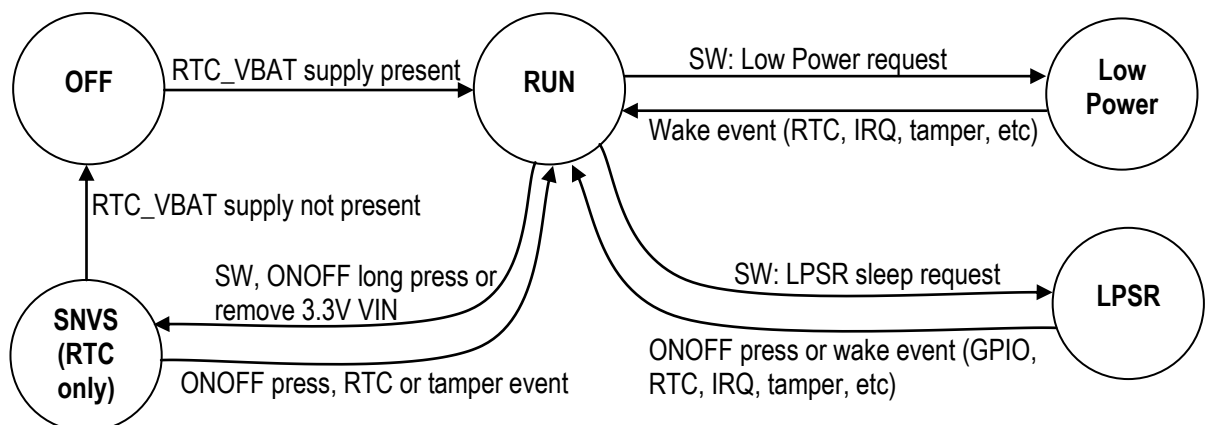 OFF
RTC_VBAT supply present
RUN
SW: Low Power request
Low
Power
Wake event (RTC, IRQ, tamper, etc)
RTC_VBAT supply not present
SW, ONOFF long press or
remove 3.3V VIN
SW: LPSR sleep request
LPSR
SNVS
(RTC
only)
ONOFF press, RTC or tamper event
ONOFF press or wake event (GPIO,
RTC, IRQ, tamper, etc)